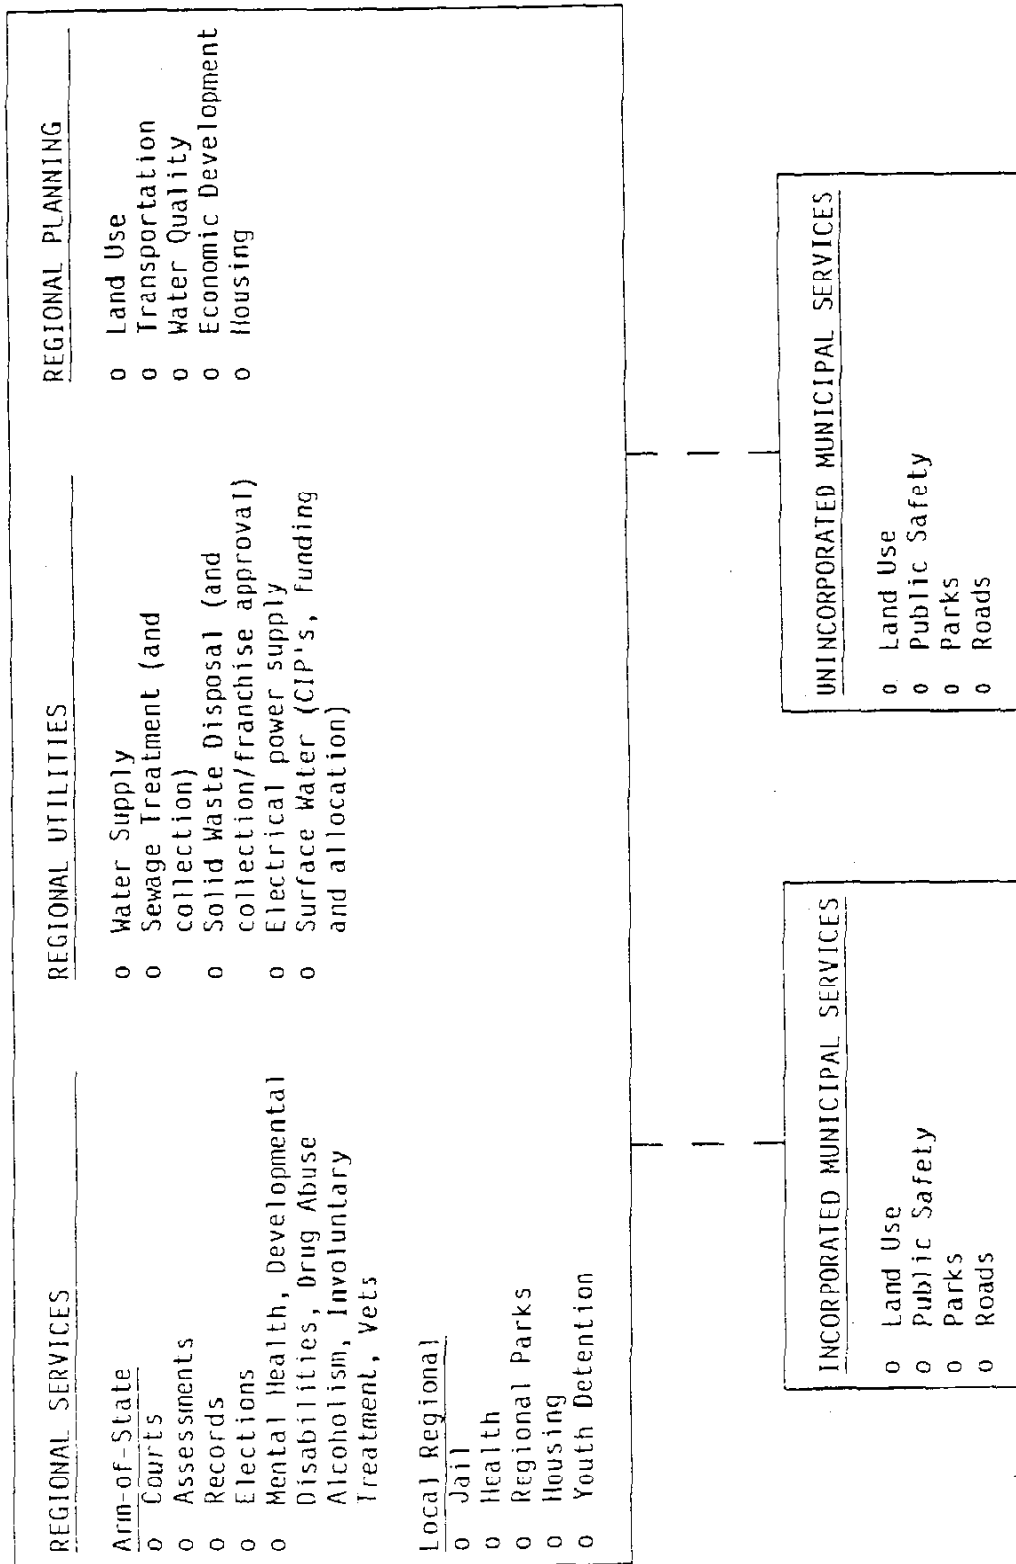 REGIONAL SERVICES
Arm-of-State
o Courts
o Assessments
o Records
o Elections
o Mental Health, Developmental
Disabilities, Drug Abuse
Alcoholism, Involuntary
Treatment, Vets
Local Regional
o Jail
o Health
o Regional Parks
o Housing
o Youth Detention
REGIONAL UTILITIES
o Water Supply
o Sewage Treatment (and
collection)
o Solid Waste Disposal (and
collection/franchise approval)
o Electrical power supply
o Surface Water (CIP's, funding
and allocation)
REGIONAL PLANNING
o Land Use
o Transportation
o Water Quality
o Economic Development
o Housing
INCORPORATED MUNICIPAL SERVICES
o Land Use
o Public Safety
o Parks
o Roads
UNINCORPORATED MUNICIPAL SERVICES
o Land Use
o Public Safety
o Parks
o Roads